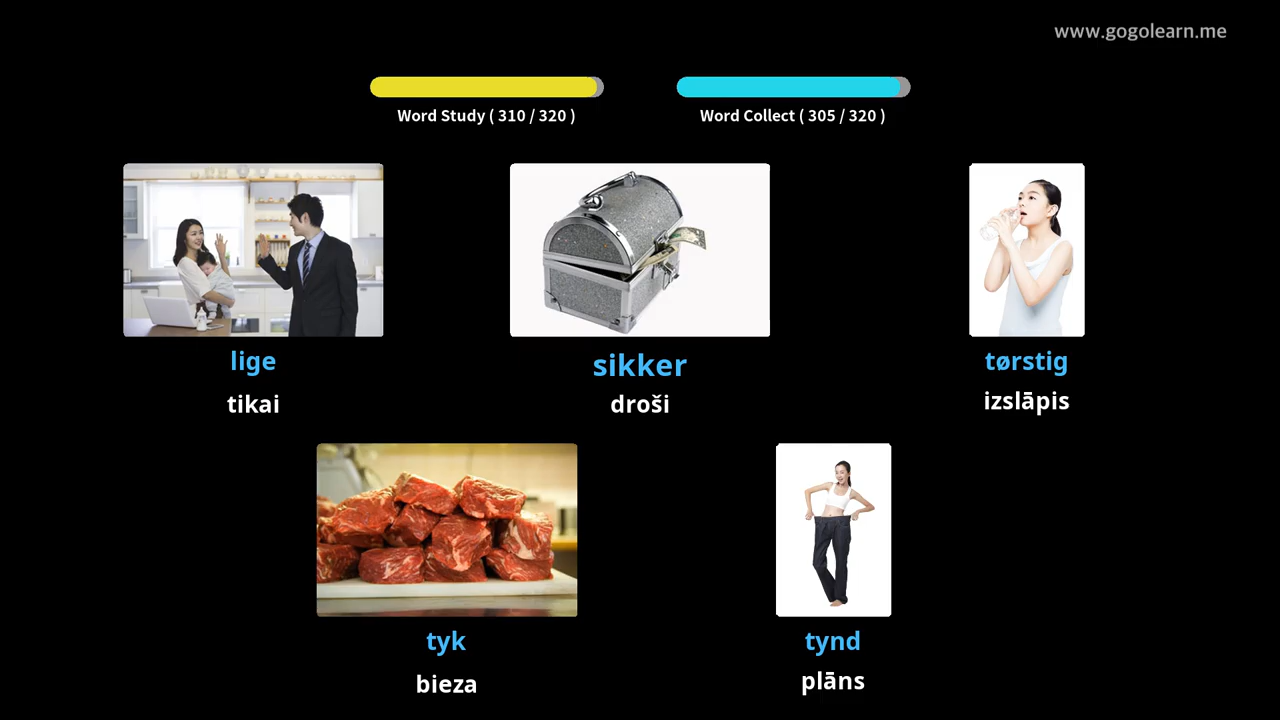 www.gogolearn.me
Word Study ( 310 / 320 )
Word Collect ( 305 / 320 )
lige
sikker
tørstig
tikai
droši
izslāpis
tyk
tynd
bieza
plāns